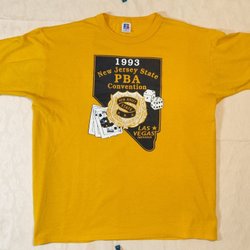 1993
New Jersey State
PBA
Convention
LAS
VEGAS